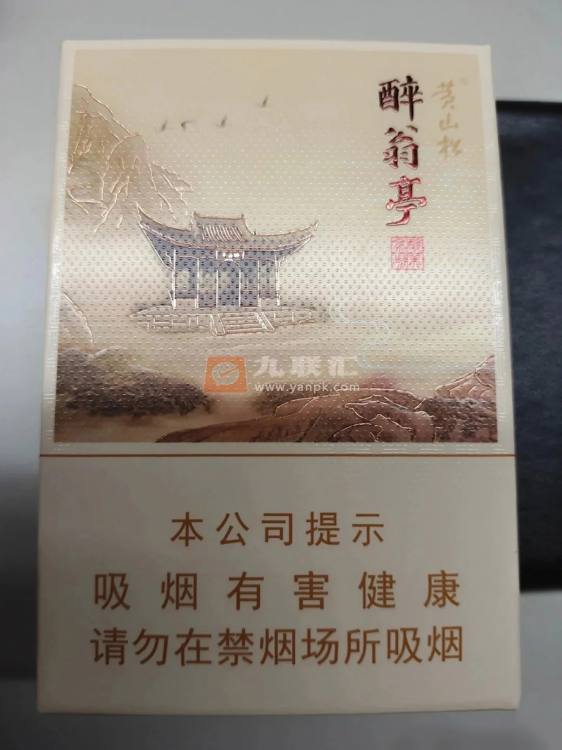 黄山松
醉翁亭
九联汇
www.yanpk.com
本公司提示
吸烟有害健康
请勿在禁烟场所吸烟